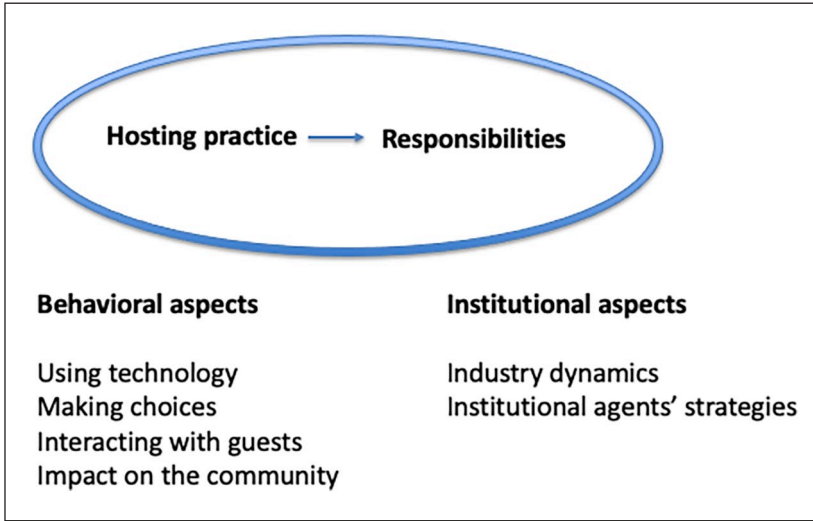 Hosting practice → Responsibilities
Behavioral aspects
Using technology
Making choices
Interacting with guests
Impact on the community
Institutional aspects
Industry dynamics
Institutional agents’ strategies